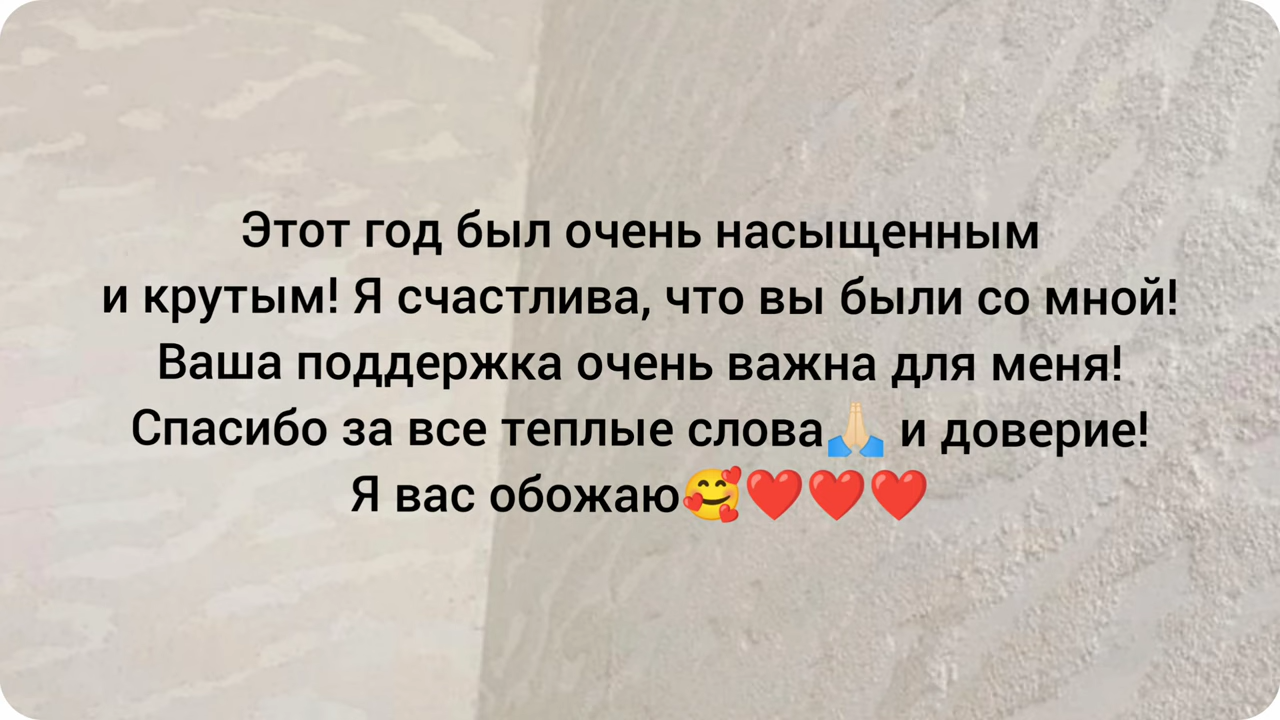 Этот год был очень насыщенным
и крутым! Я счастлива, что вы были со мной!
Ваша поддержка очень важна для меня!
Спасибо за все теплые слова🙏🏻 и доверие!
Я вас обожаю🥰❤️❤️❤️